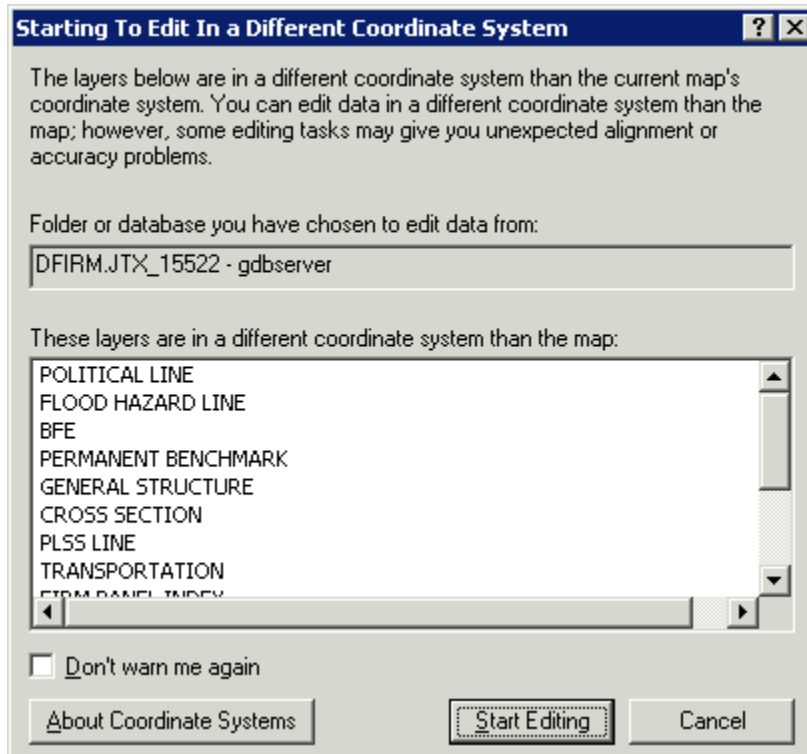 Starting To Edit In a Different Coordinate System
The layers below are in a different coordinate system than the current map's
coordinate system. You can edit data in a different coordinate system than the
map; however, some editing tasks may give you unexpected alignment or
accuracy problems.
Folder or database you have chosen to edit data from:
DFIRM.JTX_15522 - gdbserver
These layers are in a different coordinate system than the map:
POLITICAL LINE
FLOOD HAZARD LINE
BFE
PERMANENT BENCHMARK
GENERAL STRUCTURE
CROSS SECTION
PLSS LINE
TRANSPORTATION
FIRM PANEL INDEX
Don't warn me again
About Coordinate Systems Start Editing Cancel